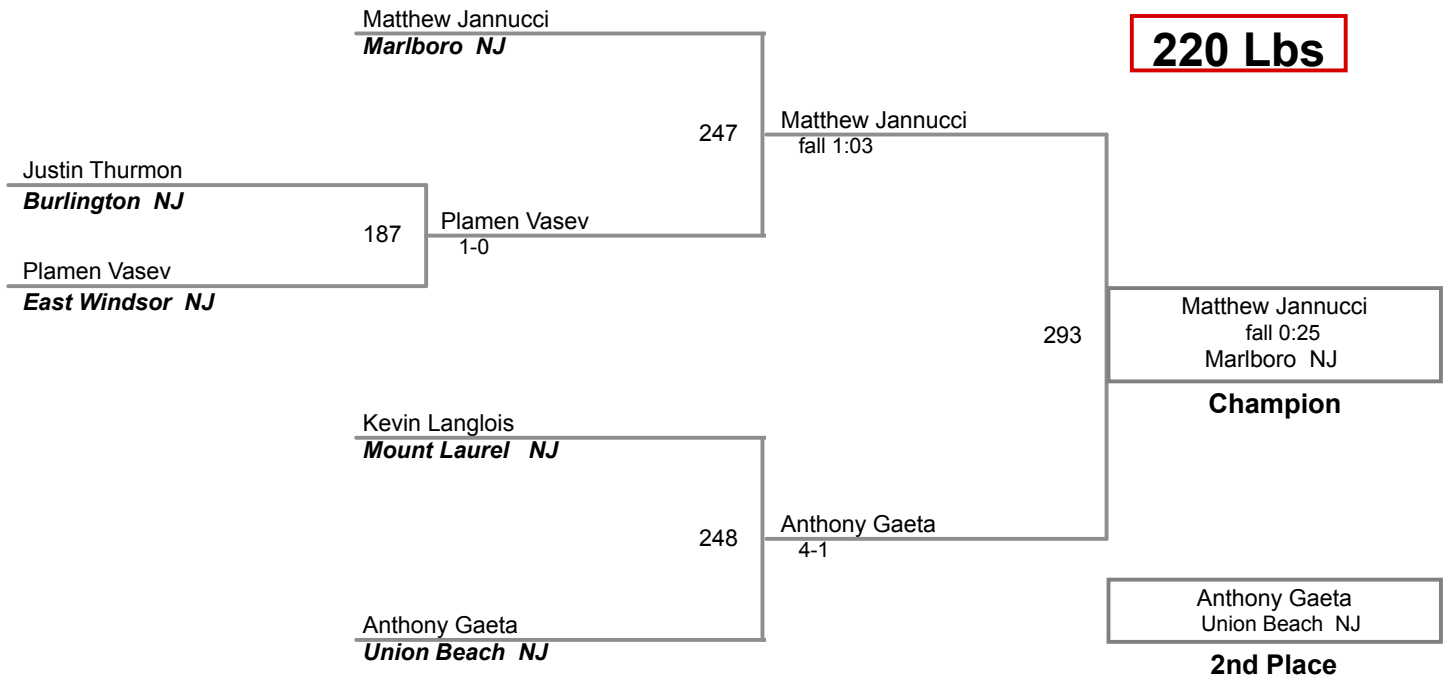 Matthew Jannucci
Marlboro NJ
220 Lbs
247
Matthew Jannucci
fall 1:03
Justin Thurmon
Burlington NJ
187
Plamen Vasev
1-0
Plamen Vasev
East Windsor NJ
293
Matthew Jannucci
fall 0:25
Marlboro NJ
Champion
Kevin Langlois
Mount Laurel NJ
248
Anthony Gaeta
4-1
Anthony Gaeta
Union Beach NJ
Anthony Gaeta
Union Beach NJ
2nd Place